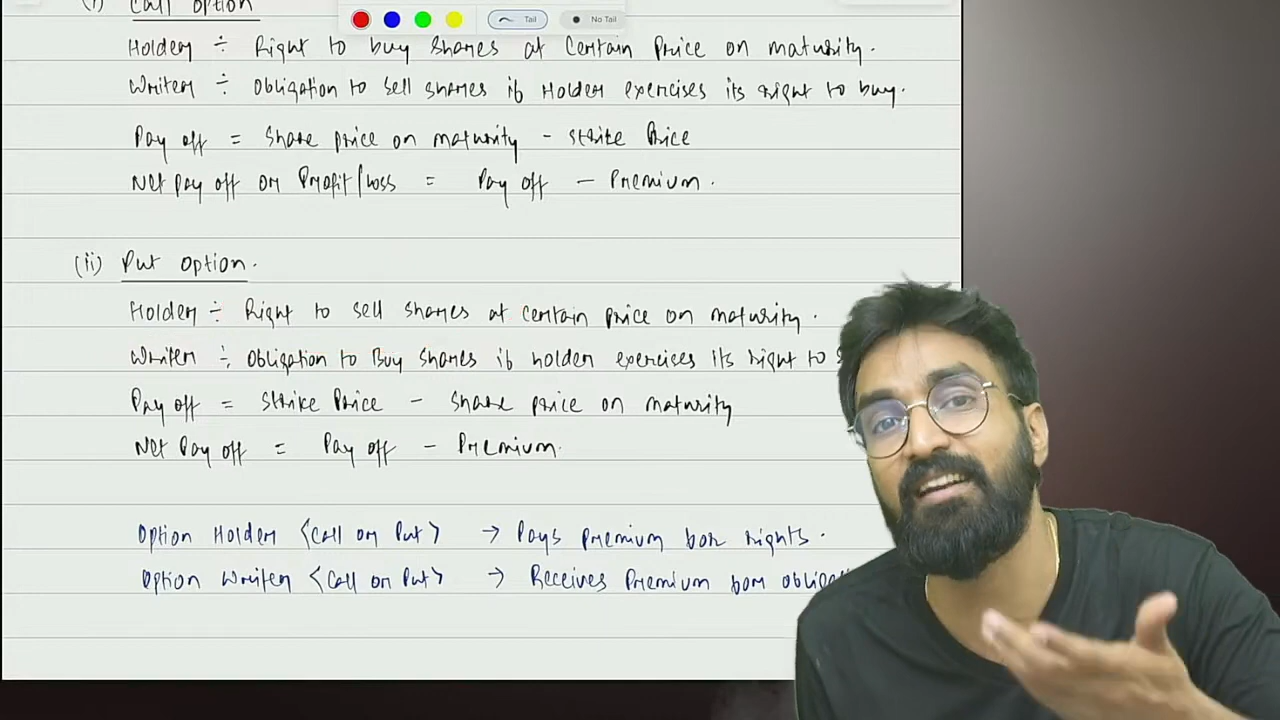 (i) Call Option
Tail No Tail
Holder ÷ Right to buy shares at Certain Price on maturity.
Writer ÷ Obligation to sell shares if Holder exercises its right to buy.
Pay off = Share price on maturity - Strike Price
Net Pay off or Profit/Loss = Pay off - Premium.
(ii) Put Option.
Holder ÷ Right to sell shares at certain price on maturity.
Writer ÷ Obligation to Buy shares if holder exercises its right to
Pay off = Strike Price - Share price on maturity
Net Pay off = Pay off - Premium.
Option Holder <Call or Put> → Pays Premium for rights.
Option Writer <Call or Put> → Receives Premium for